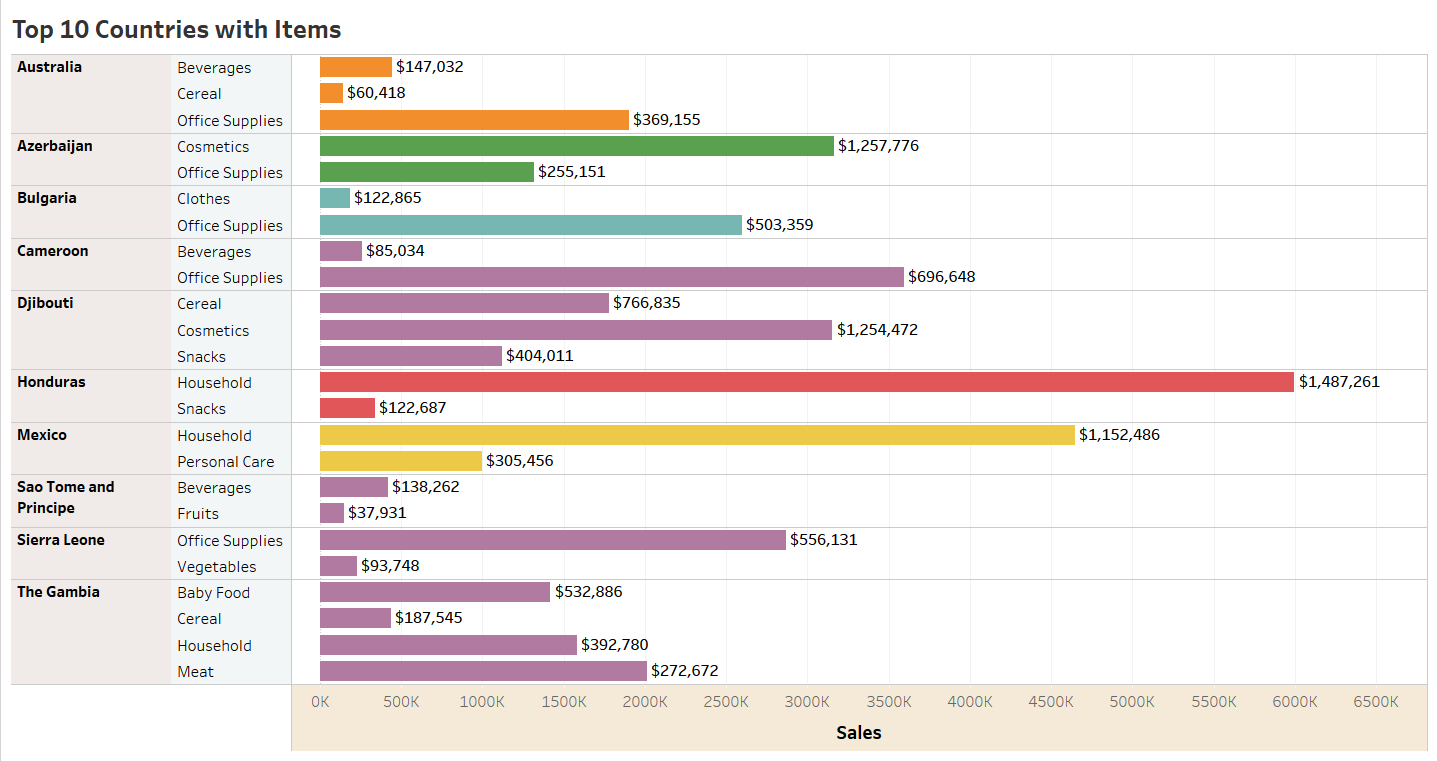 Top 10 Countries with Items
Australia Beverages $147,032
Cereal $60,418
Office Supplies $369,155
Azerbaijan Cosmetics $1,257,776
Office Supplies $255,151
Bulgaria Clothes $122,865
Office Supplies $503,359
Cameroon Beverages $85,034
Office Supplies $696,648
Djibouti Cereal $766,835
Cosmetics $1,254,472
Snacks $404,011
Honduras Household $1,487,261
Snacks $122,687
Mexico Household $1,152,486
Personal Care $305,456
Sao Tome and Beverages $138,262
Principe Fruits $37,931
Sierra Leone Office Supplies $556,131
Vegetables $93,748
The Gambia Baby Food $532,886
Cereal $187,545
Household $392,780
Meat $272,672
0K 500K 1000K 1500K 2000K 2500K 3000K 3500K 4000K 4500K 5000K 5500K 6000K 6500K
Sales